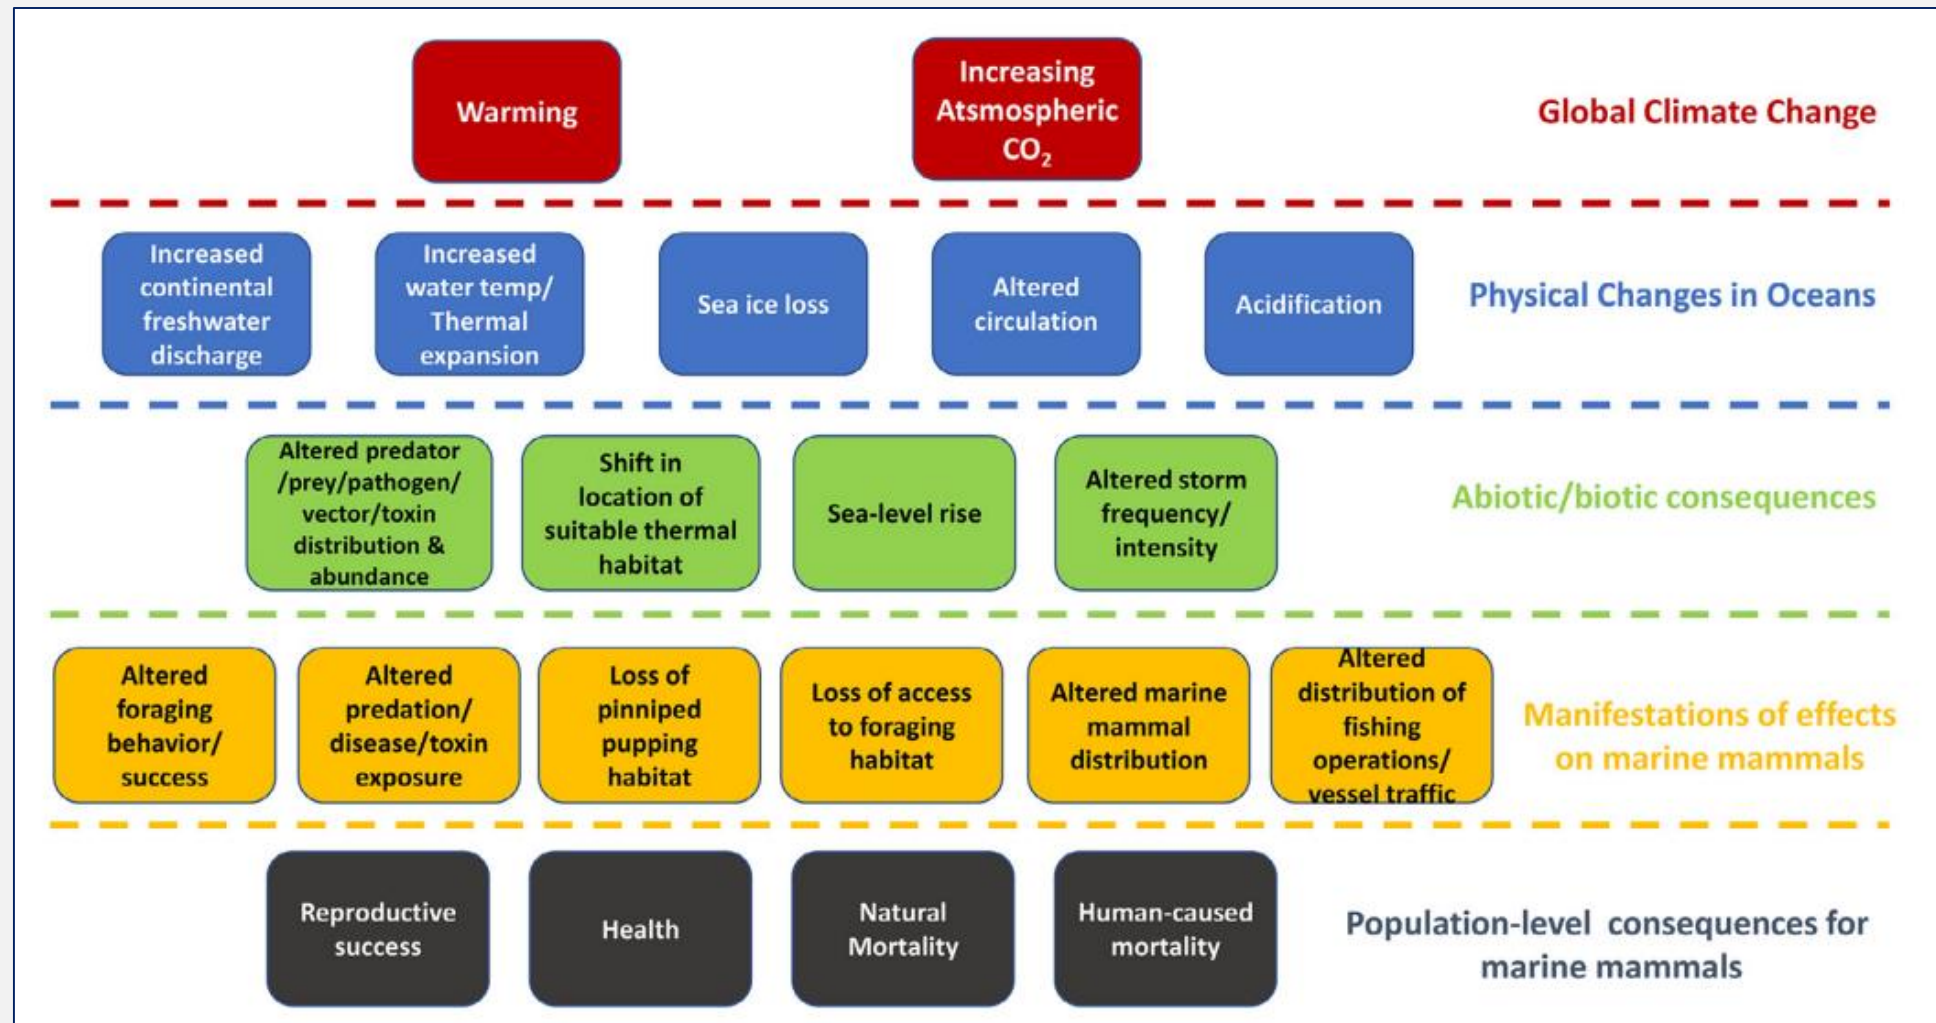 Warming
Increasing
Atsmospheric
CO₂
Global Climate Change
Increased
continental
freshwater
discharge
Increased
water temp/
Thermal
expansion
Sea ice loss
Altered
circulation
Acidification
Physical Changes in Oceans
Altered predator
/prey/pathogen/
vector/toxin
distribution &
abundance
Shift in
location of
suitable thermal
habitat
Sea-level rise
Altered storm
frequency/
intensity
Abiotic/biotic consequences
Altered
foraging
behavior/
success
Altered
predation/
disease/toxin
exposure
Loss of
pinniped
pupping
habitat
Loss of access
to foraging
habitat
Altered marine
mammal
distribution
Altered
distribution of
fishing
operations/
vessel traffic
Manifestations of effects
on marine mammals
Reproductive
success
Health
Natural
Mortality
Human-caused
mortality
Population-level consequences for
marine mammals